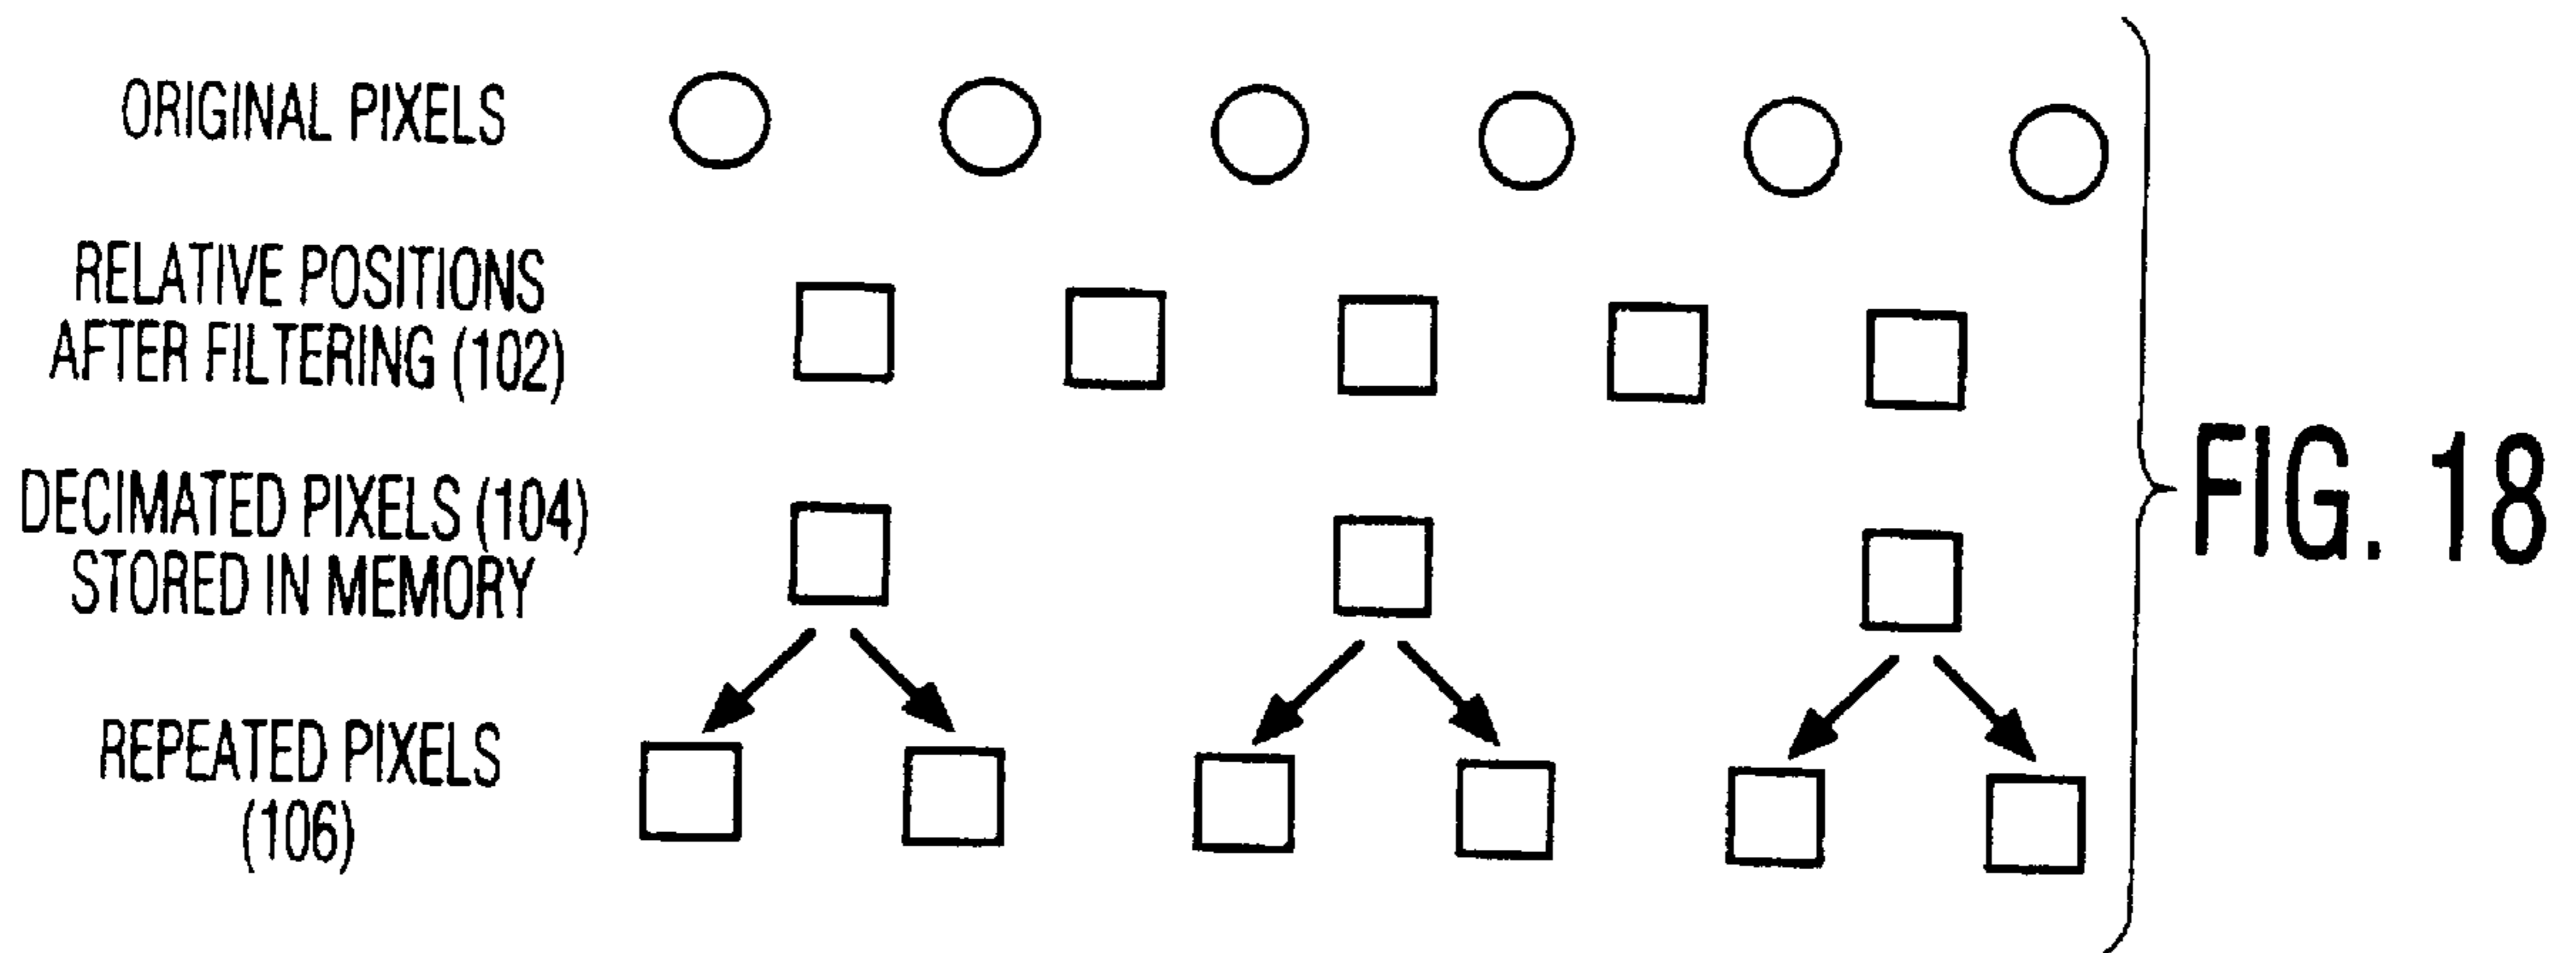 ORIGINAL PIXELS
RELATIVE POSITIONS
AFTER FILTERING (102)
DECIMATED PIXELS (104)
STORED IN MEMORY
REPEATED PIXELS
(106)
FIG. 18